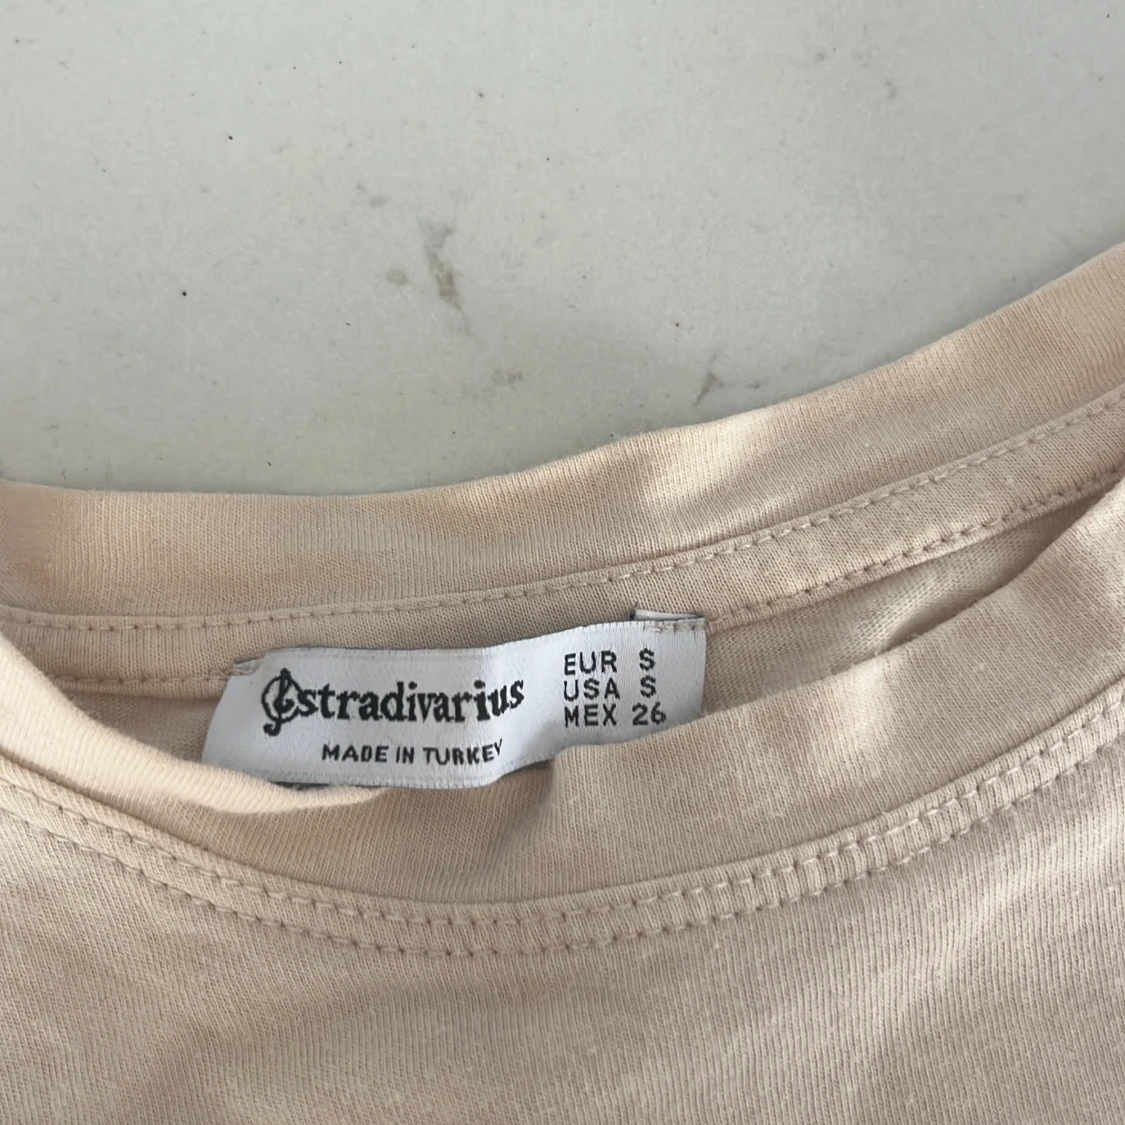 stradivarius
MADE IN TURKEY
EUR S
USA S
MEX 26